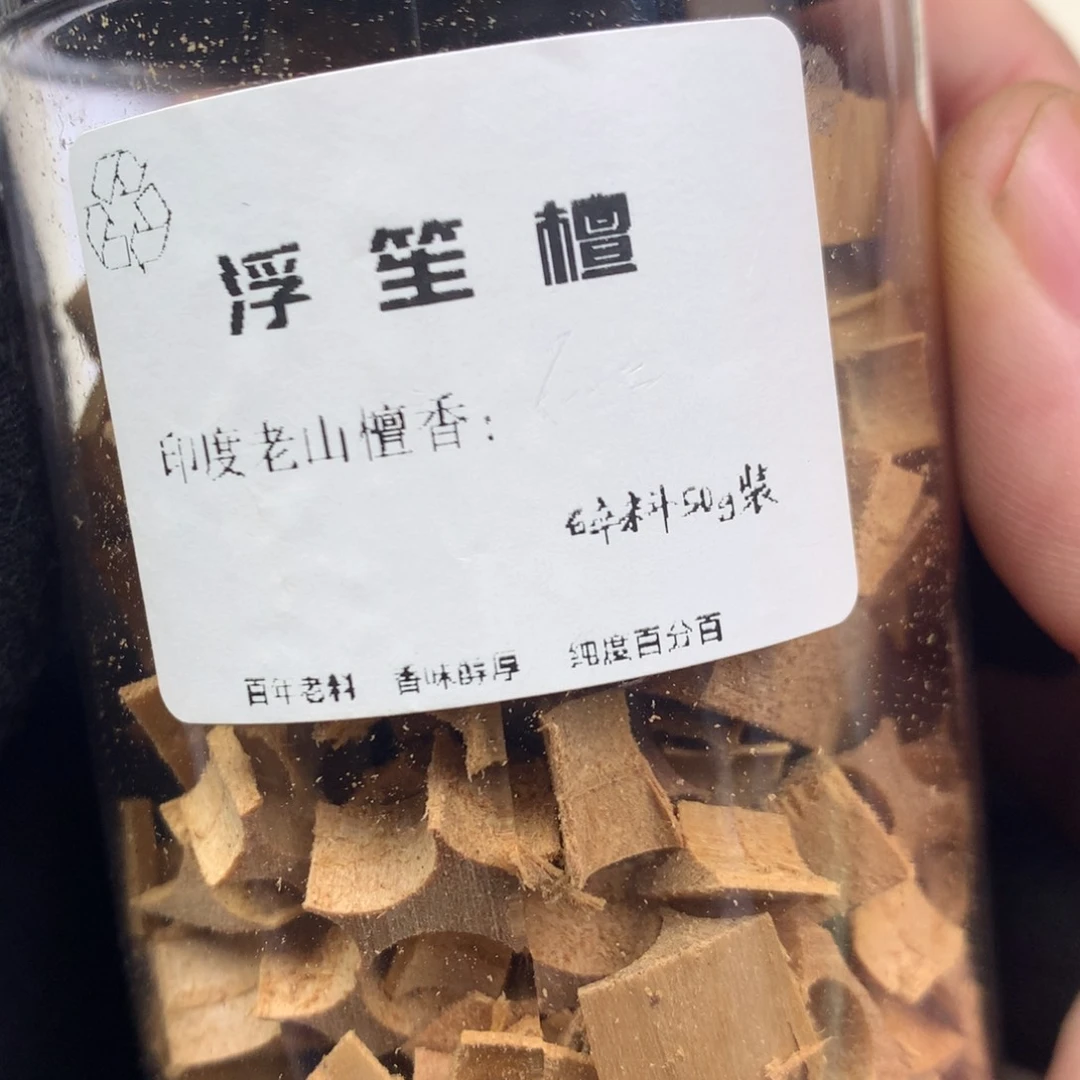 浮笙檀
印度老山檀香：
碎料50g装
百年老料 香味醇厚 纯度百分百